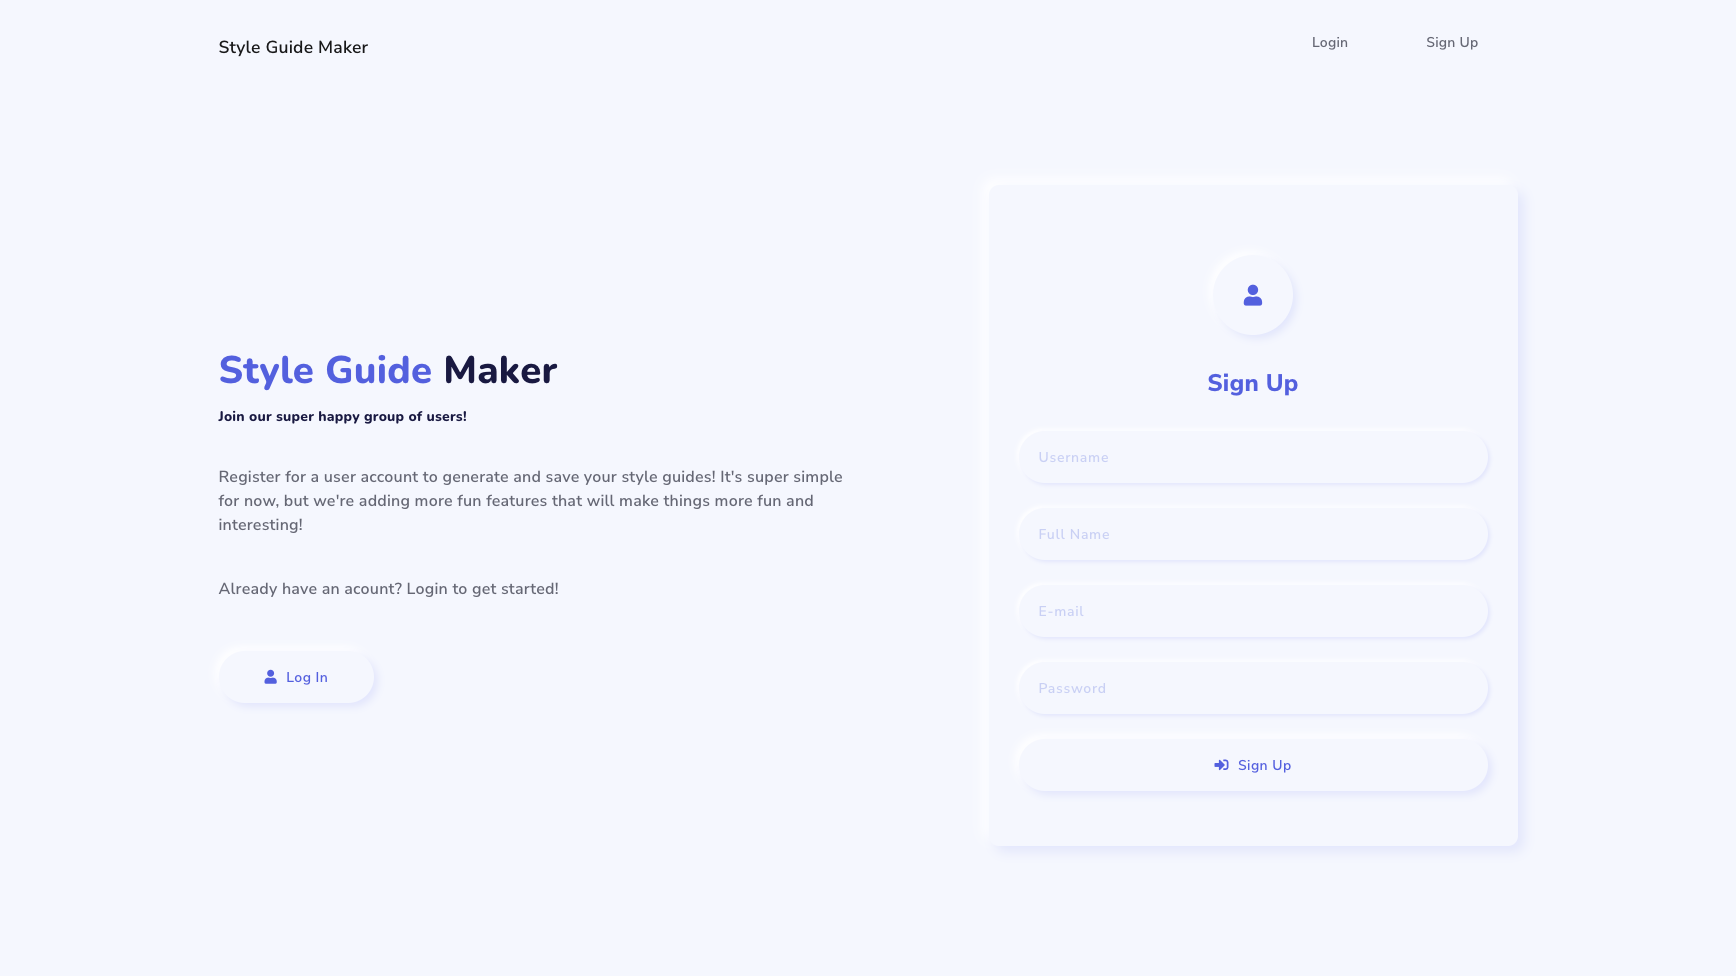 Style Guide Maker
Login
Sign Up
Style Guide Maker
Join our super happy group of users!
Register for a user account to generate and save your style guides! It's super simple
for now, but we're adding more fun features that will make things more fun and
interesting!
Already have an acount? Login to get started!
Log In
Sign Up
Username
Full Name
E-mail
Password
Sign Up